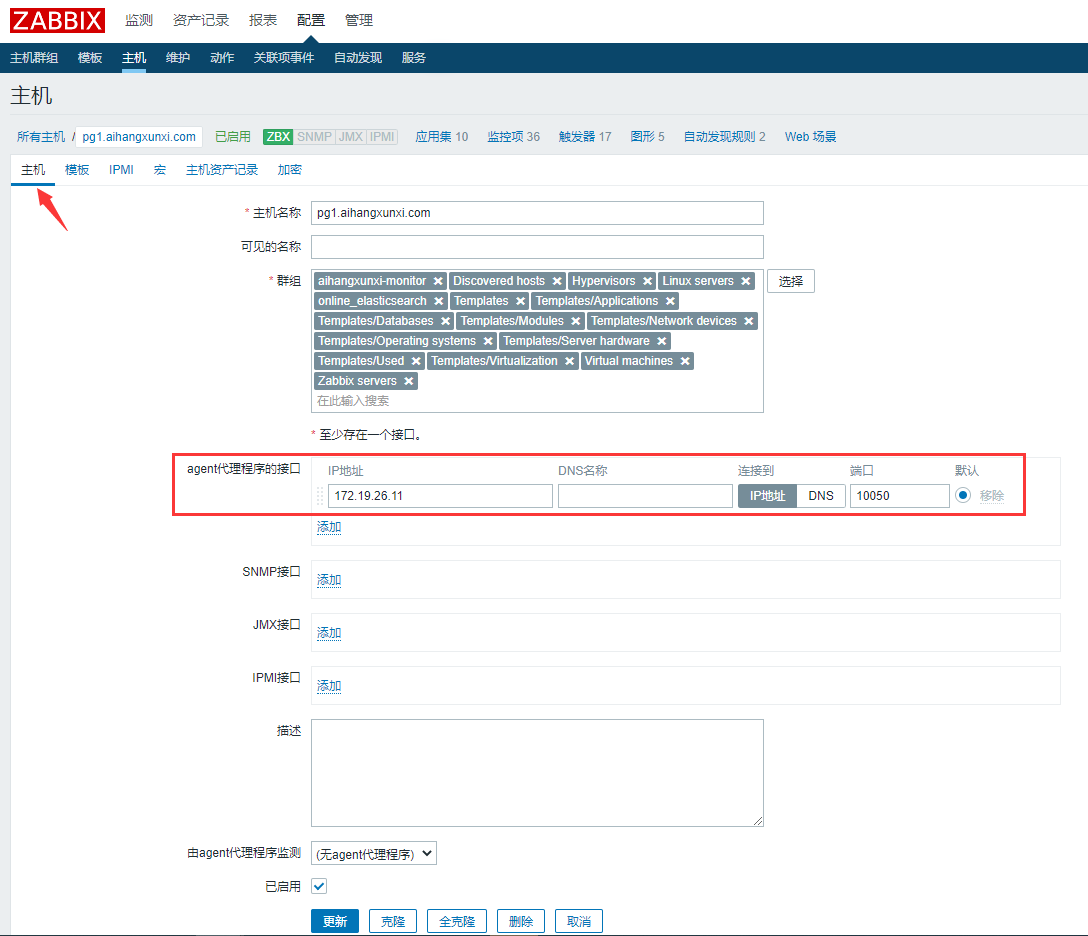 ZABBIX 监测 资产记录 报表 配置 管理
主机群组 模板 主机 维护 动作 关联项事件 自动发现 服务
主机
所有主机 / pg1.aihangxunxi.com 已启用 ZBX SNMP JMX IPMI 应用集 10 监控项 36 触发器 17 图形 5 自动发现规则 2 Web 场景
主机 模板 IPMI 宏 主机资产记录 加密
* 主机名称 pg1.aihangxunxi.com
可见的名称
* 群组 aihangxunxi-monitor Discovered hosts Hypervisors Linux servers 选择
online_elasticsearch Templates Templates/Applications
Templates/Databases Templates/Modules Templates/Network devices
Templates/Operating systems Templates/Server hardware
Templates/Used Templates/Virtualization Virtual machines
Zabbix servers
在此输入搜索
* 至少存在一个接口。
agent代理程序的接口 IP地址 DNS名称 连接到 端口 默认
172.19.26.11 IP地址 DNS 10050 移除
添加
SNMP接口 添加
JMX接口 添加
IPMI接口 添加
描述
由agent代理程序监测 (无agent代理程序)
已启用
更新 克隆 全克隆 删除 取消